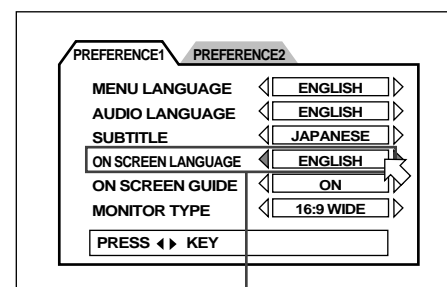 PREFERENCE1 PREFERENCE2
MENU LANGUAGE ENGLISH
AUDIO LANGUAGE ENGLISH
SUBTITLE JAPANESE
ON SCREEN LANGUAGE ENGLISH
ON SCREEN GUIDE ON
MONITOR TYPE 16:9 WIDE
PRESS KEY